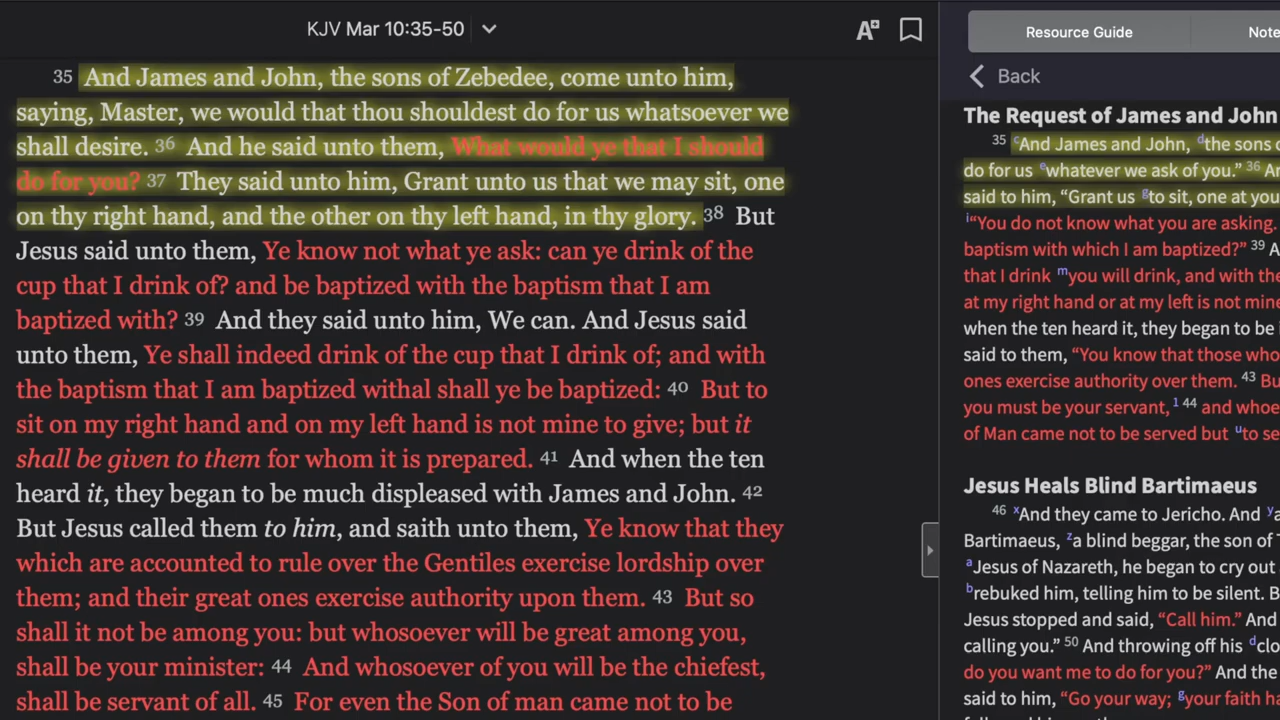 KJV Mar 10:35-50
35 And James and John, the sons of Zebedee, come unto him,
saying, Master, we would that thou shouldest do for us whatsoever we
shall desire. 36 And he said unto them, What would ye that I should
do for you? 37 They said unto him, Grant unto us that we may sit, one
on thy right hand, and the other on thy left hand, in thy glory. 38 But
Jesus said unto them, Ye know not what ye ask: can ye drink of the
cup that I drink of? and be baptized with the baptism that I am
baptized with? 39 And they said unto him, We can. And Jesus said
unto them, Ye shall indeed drink of the cup that I drink of; and with
the baptism that I am baptized withal shall ye be baptized: 40 But to
sit on my right hand and on my left hand is not mine to give; but it
shall be given to them for whom it is prepared. 41 And when the ten
heard it, they began to be much displeased with James and John. 42
But Jesus called them to him, and saith unto them, Ye know that they
which are accounted to rule over the Gentiles exercise lordship over
them; and their great ones exercise authority upon them. 43 But so
shall it not be among you: but whosoever will be great among you,
shall be your minister: 44 And whosoever of you will be the chiefest,
shall be servant of all. 45 For even the Son of man came not to be
Resource Guide Note
Back
The Request of James and John
35 cAnd James and John, dthe sons
do for us ewhatever we ask of you.” 36
said to him, “Grant us gto sit, one at you
i“You do not know what you are asking.
baptism with which I am baptized?” 39
that I drink myou will drink, and with the
at my right hand or at my left is not mine
when the ten heard it, they began to be
said to them, “You know that those who
ones exercise authority over them. 43 Bu
you must be your servant,1 44 and whoe
of Man came not to be served but uto se
Jesus Heals Blind Bartimaeus
46 xAnd they came to Jericho. And y
Bartimaeus, za blind beggar, the son of
aJesus of Nazareth, he began to cry out
brebuked him, telling him to be silent. B
Jesus stopped and said, “Call him.” And
calling you.” 50 And throwing off his dclo
do you want me to do for you?” And the
said to him, “Go your way; gyour faith ha